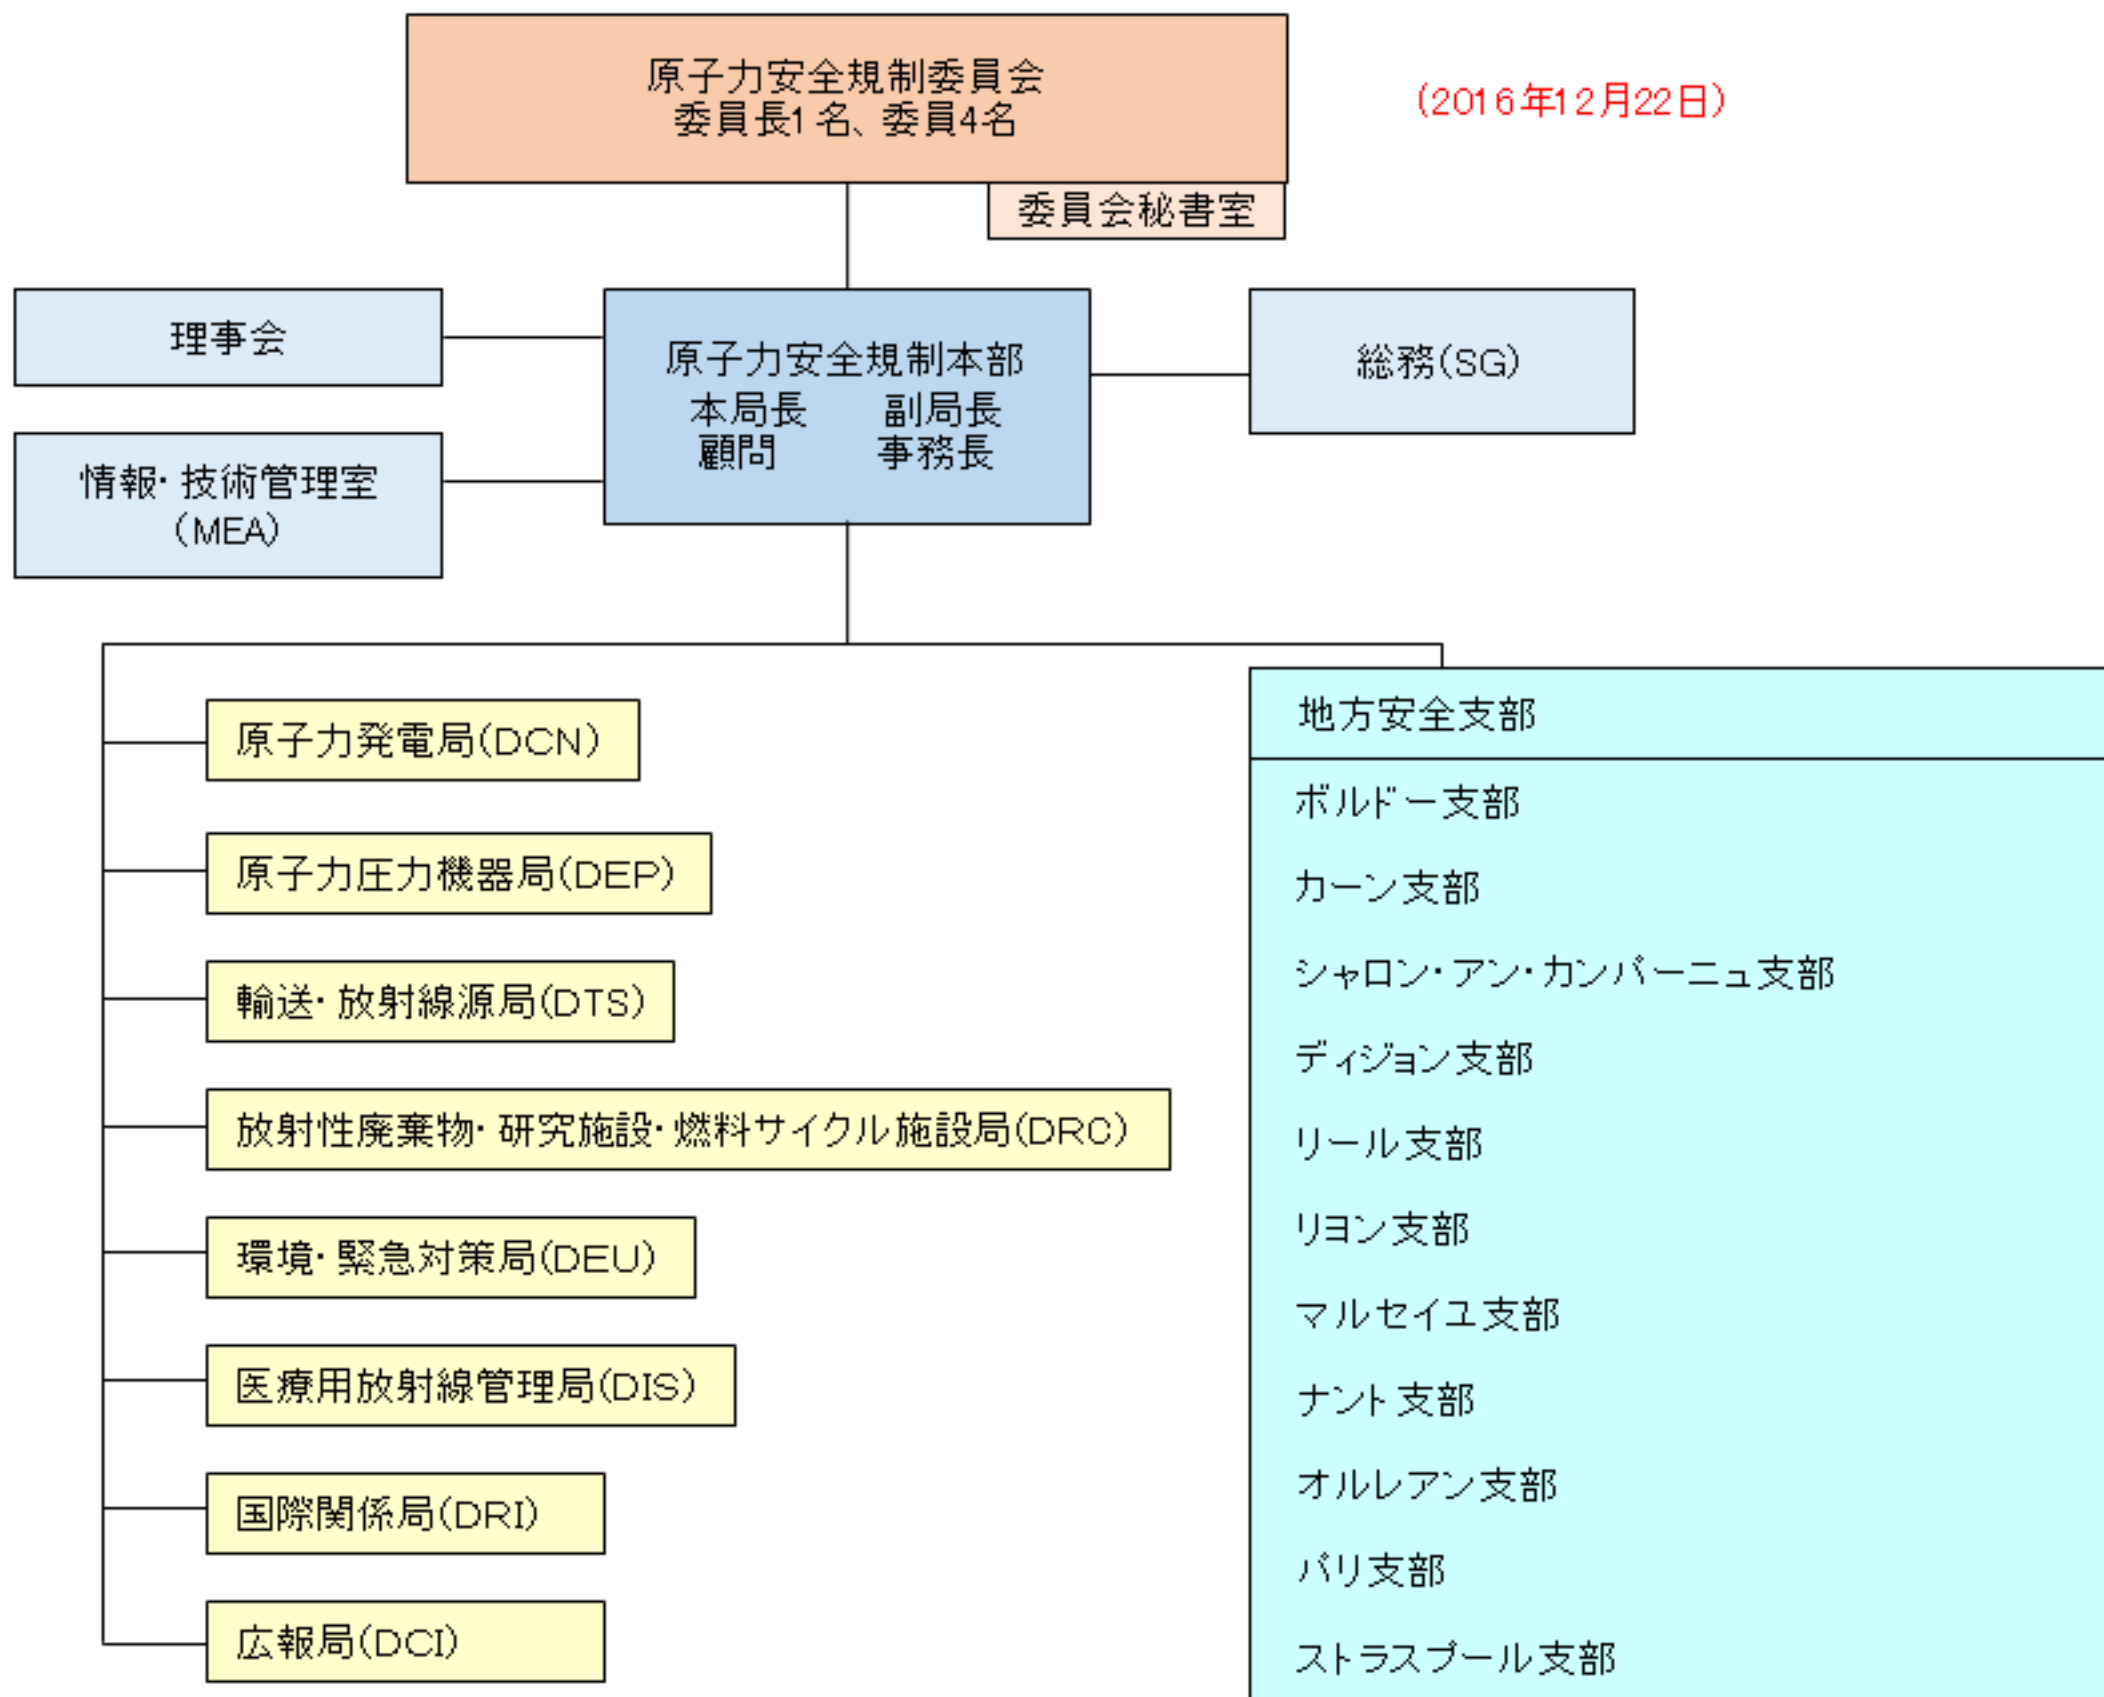 原子力安全規制委員会
委員長1名、委員4名
(2016年12月22日)
委員会秘書室
理事会
原子力安全規制本部
本局長 副局長
顧問 事務長
総務(SG)
情報・技術管理室
(MEA)
原子力発電局(DCN)
原子力圧力機器局(DEP)
輸送・放射線源局(DTS)
放射性廃棄物・研究施設・燃料サイクル施設局(DRC)
環境・緊急対策局(DEU)
医療用放射線管理局(DIS)
国際関係局(DRI)
広報局(DCI)
地方安全支部
ボルドー支部
カーン支部
シャロン・アン・カンパーニュ支部
ディジョン支部
リール支部
リヨン支部
マルセイユ支部
ナント支部
オルレアン支部
パリ支部
ストラスブール支部